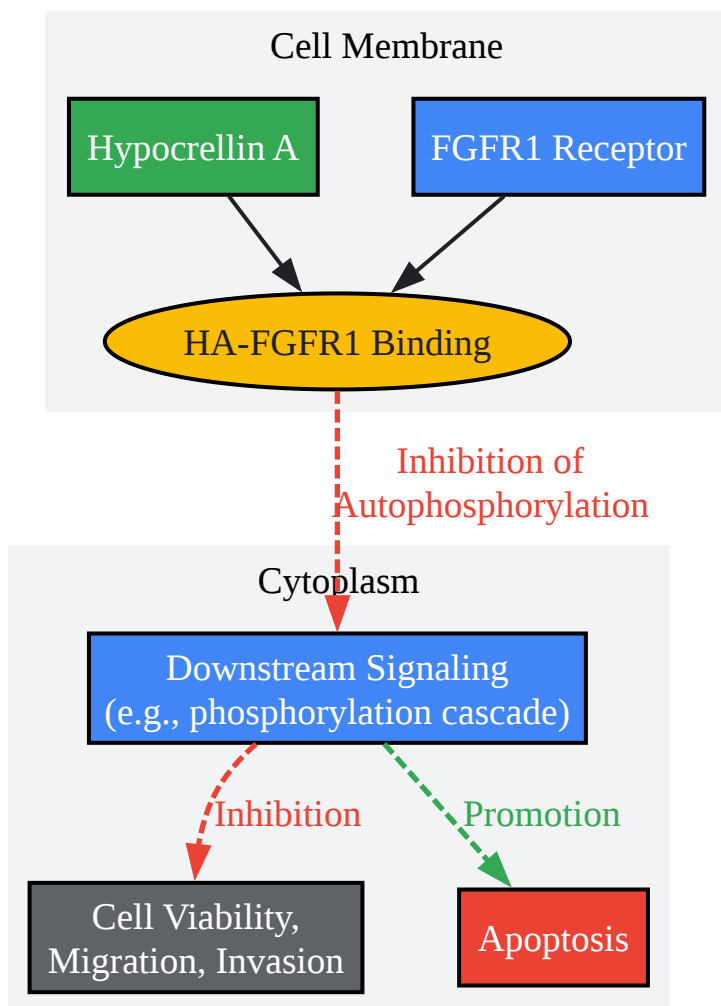 Cell Membrane
Hypocrellin A
FGFR1 Receptor
HA-FGFR1 Binding
Inhibition of
Autophosphorylation
Cytoplasm
Downstream Signaling
(e.g., phosphorylation cascade)
Inhibition
Promotion
Cell Viability,
Migration, Invasion
Apoptosis